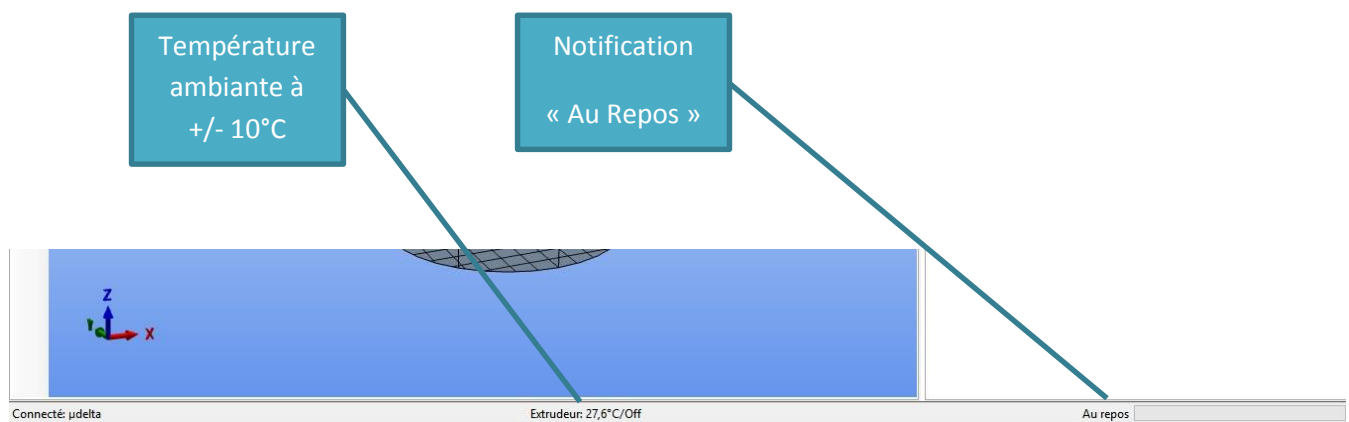 Température
ambiante à
+/- 10°C
Notification
« Au Repos »
Z
Y
X
Connecté: µdelta
Extrudeur: 27,6°C/Off
Au repos